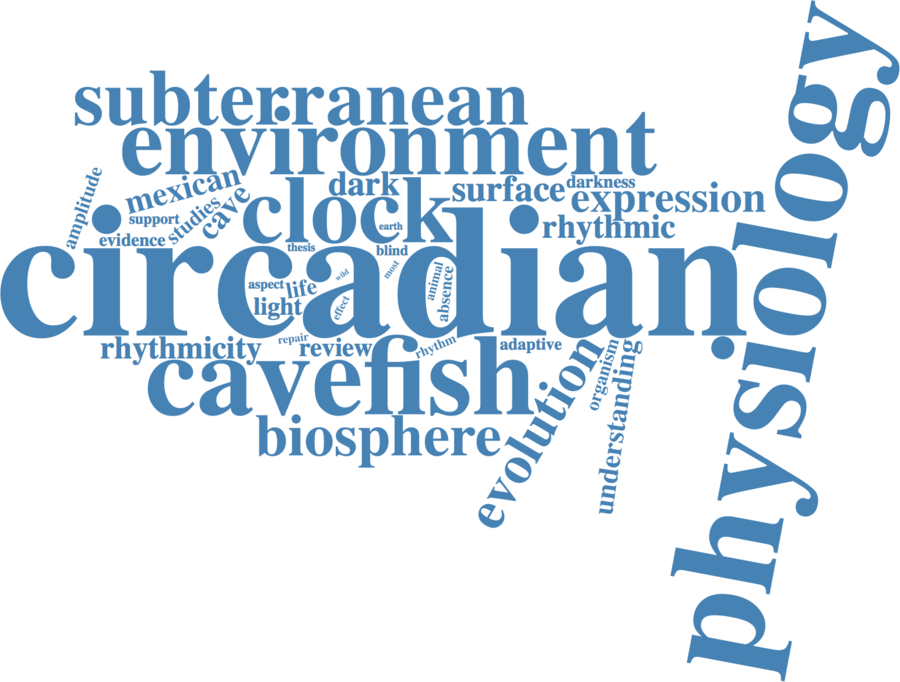 physiology
subterranean
environment
mexican
dark
surface
darkness
amplitude
support
studies
cave
clock
expression
evidence
earth
rhythmic
thesis
blind
circadian
wild
most
aspect
life
animal
absence
light
effect
rhythmicity
repair
review
rhythm
adaptive
cavefish
evolution
organism
understanding
biosphere